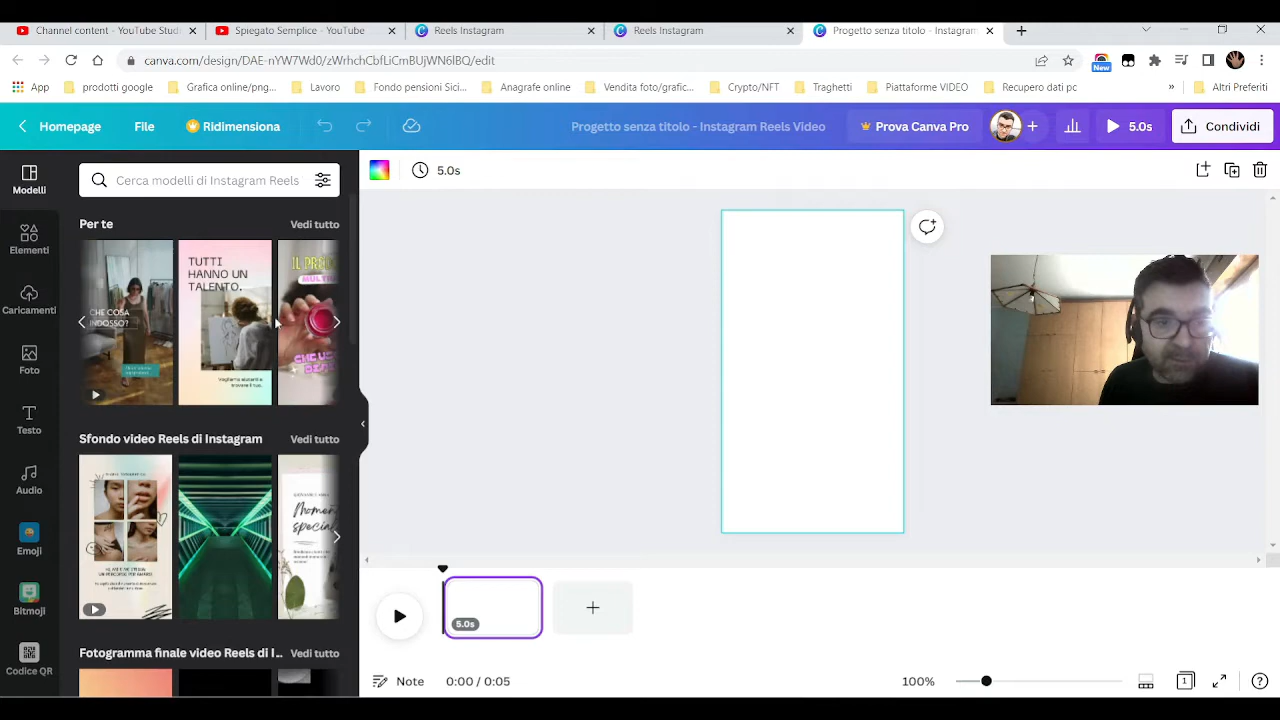 Channel content - YouTube Studi
Spiegato Semplice - YouTube
Reels Instagram
Reels Instagram
Progetto senza titolo - Instagram
canva.com/design/DAE-nYW7Wd0/zWrhchCbfLiCmBUjWN6lBQ/edit
New
App
prodotti google
Grafica online/png...
Lavoro
Fondo pensioni Sici...
Anagrafe online
Vendita foto/grafic...
Crypto/NFT
Traghetti
Piattaforme VIDEO
Recupero dati pc
»
Altri Preferiti
Homepage
File
Ridimensiona
Progetto senza titolo - Instagram Reels Video
Prova Canva Pro
5.0s
Condividi
Modelli
Elementi
Caricamenti
Foto
Testo
Audio
Emoji
Bitmoji
Codice QR
Cerca modelli di Instagram Reels
5.0s
Per te
Vedi tutto
CHE COSA
INDOSSO?
TUTTI
HANNO UN
TALENTO.
Sfondo video Reels di Instagram
Vedi tutto
Fotogramma finale video Reels di I...
Vedi tutto
5.0s
Note
0:00 / 0:05
100%
1